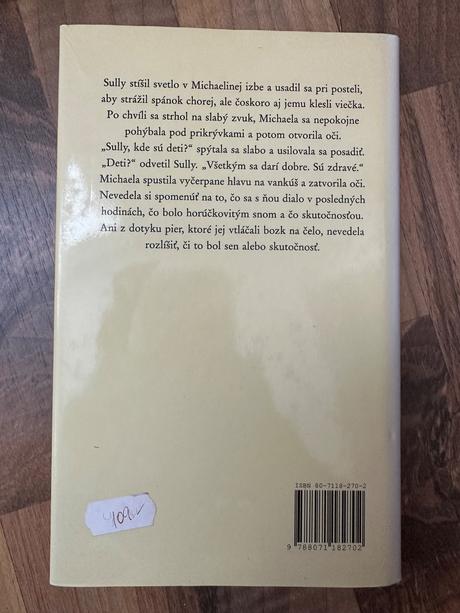 Sully stíšil svetlo v Michaelinej izbe a usadil sa pri posteli,
aby strážil spánok chorej, ale čoskoro aj jemu klesli viečka.
Po chvíli sa strhol na slabý zvuk, Michaela sa nepokojne
pohýbala pod prikrývkami a potom otvorila oči.
„Sully, kde sú deti?“ spýtala sa slabo a usilovala sa posadiť.
„Deti?“ odvetil Sully. „Všetkým sa darí dobre. Sú zdravé.“
Michaela spustila vyčerpane hlavu na vankúš a zatvorila oči.
Nevedela si spomenúť na to, čo sa s ňou dialo v posledných
hodinách, čo bolo horúčkovitým snom a čo skutočnosťou.
Ani z dotyku pier, ktoré jej vtláčali bozk na čelo, nevedela
rozlíšiť, či to bol sen alebo skutočnosť.
ISBN 80-7118-270-2
9 788071 182702
109,-